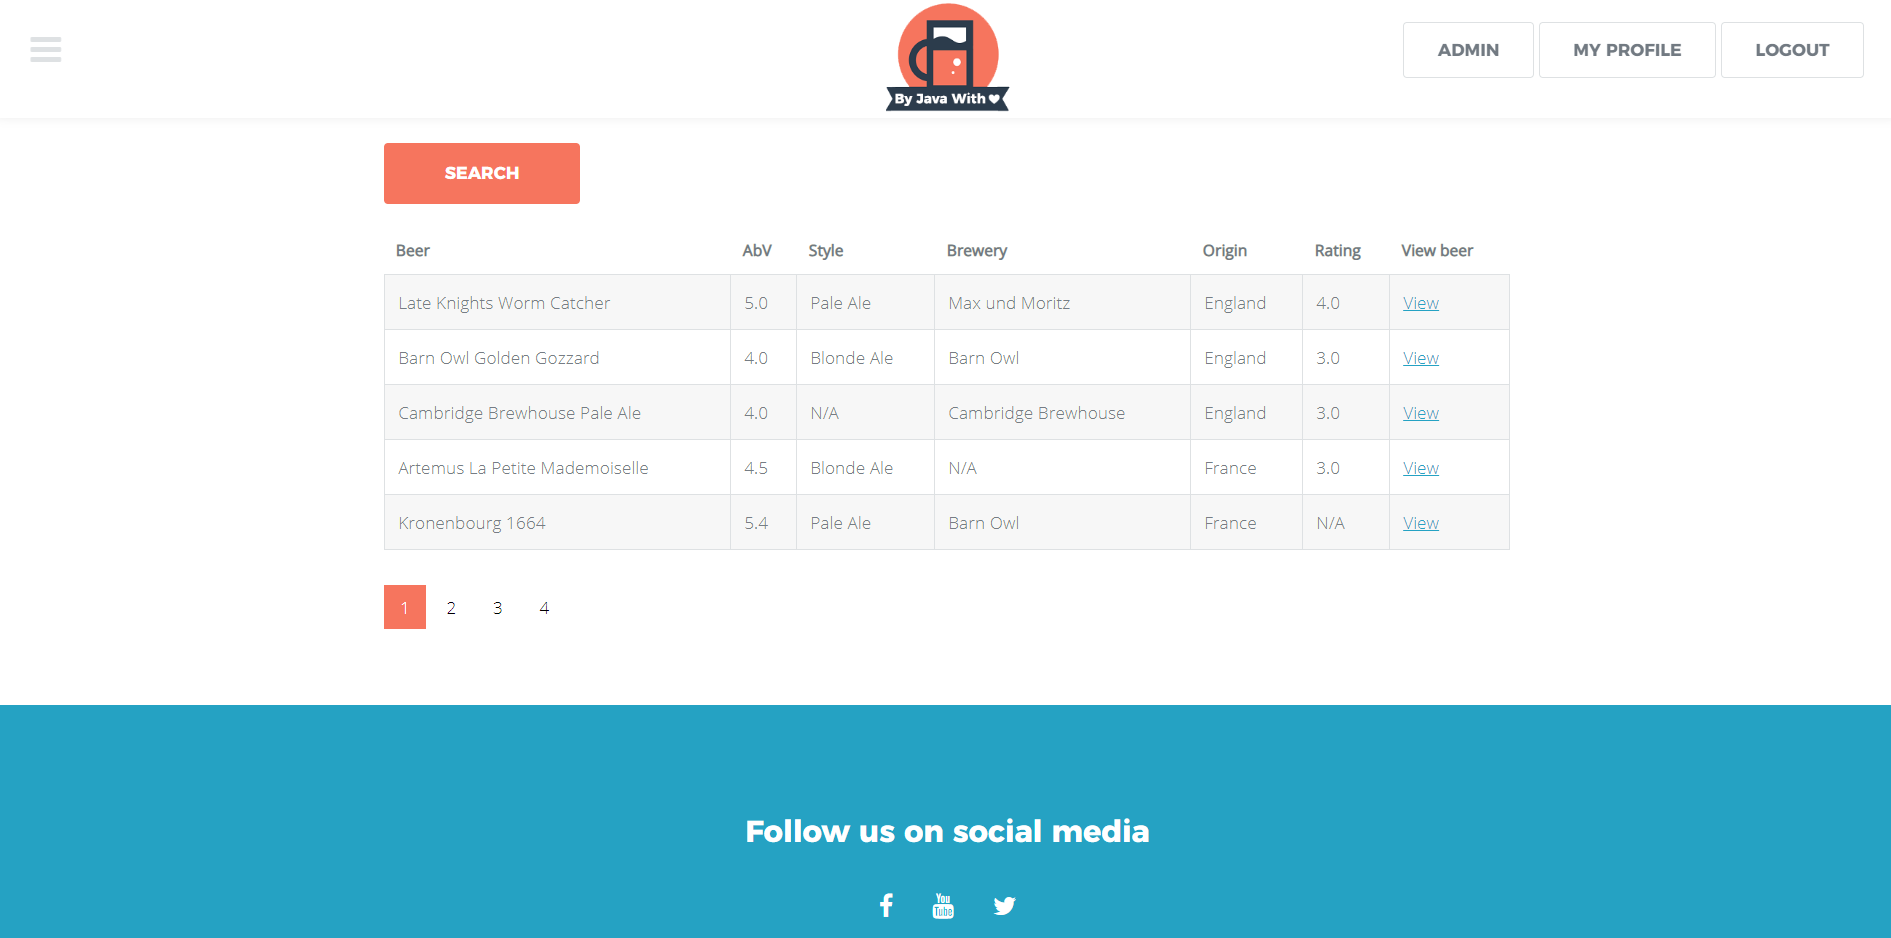 By Java With
ADMIN MY PROFILE LOGOUT
SEARCH
Beer AbV Style Brewery Origin Rating View beer
Late Knights Worm Catcher 5.0 Pale Ale Max und Moritz England 4.0 View
Barn Owl Golden Gozzard 4.0 Blonde Ale Barn Owl England 3.0 View
Cambridge Brewhouse Pale Ale 4.0 N/A Cambridge Brewhouse England 3.0 View
Artemus La Petite Mademoiselle 4.5 Blonde Ale N/A France 3.0 View
Kronenbourg 1664 5.4 Pale Ale Barn Owl France N/A View
1 2 3 4
Follow us on social media
You
Tube